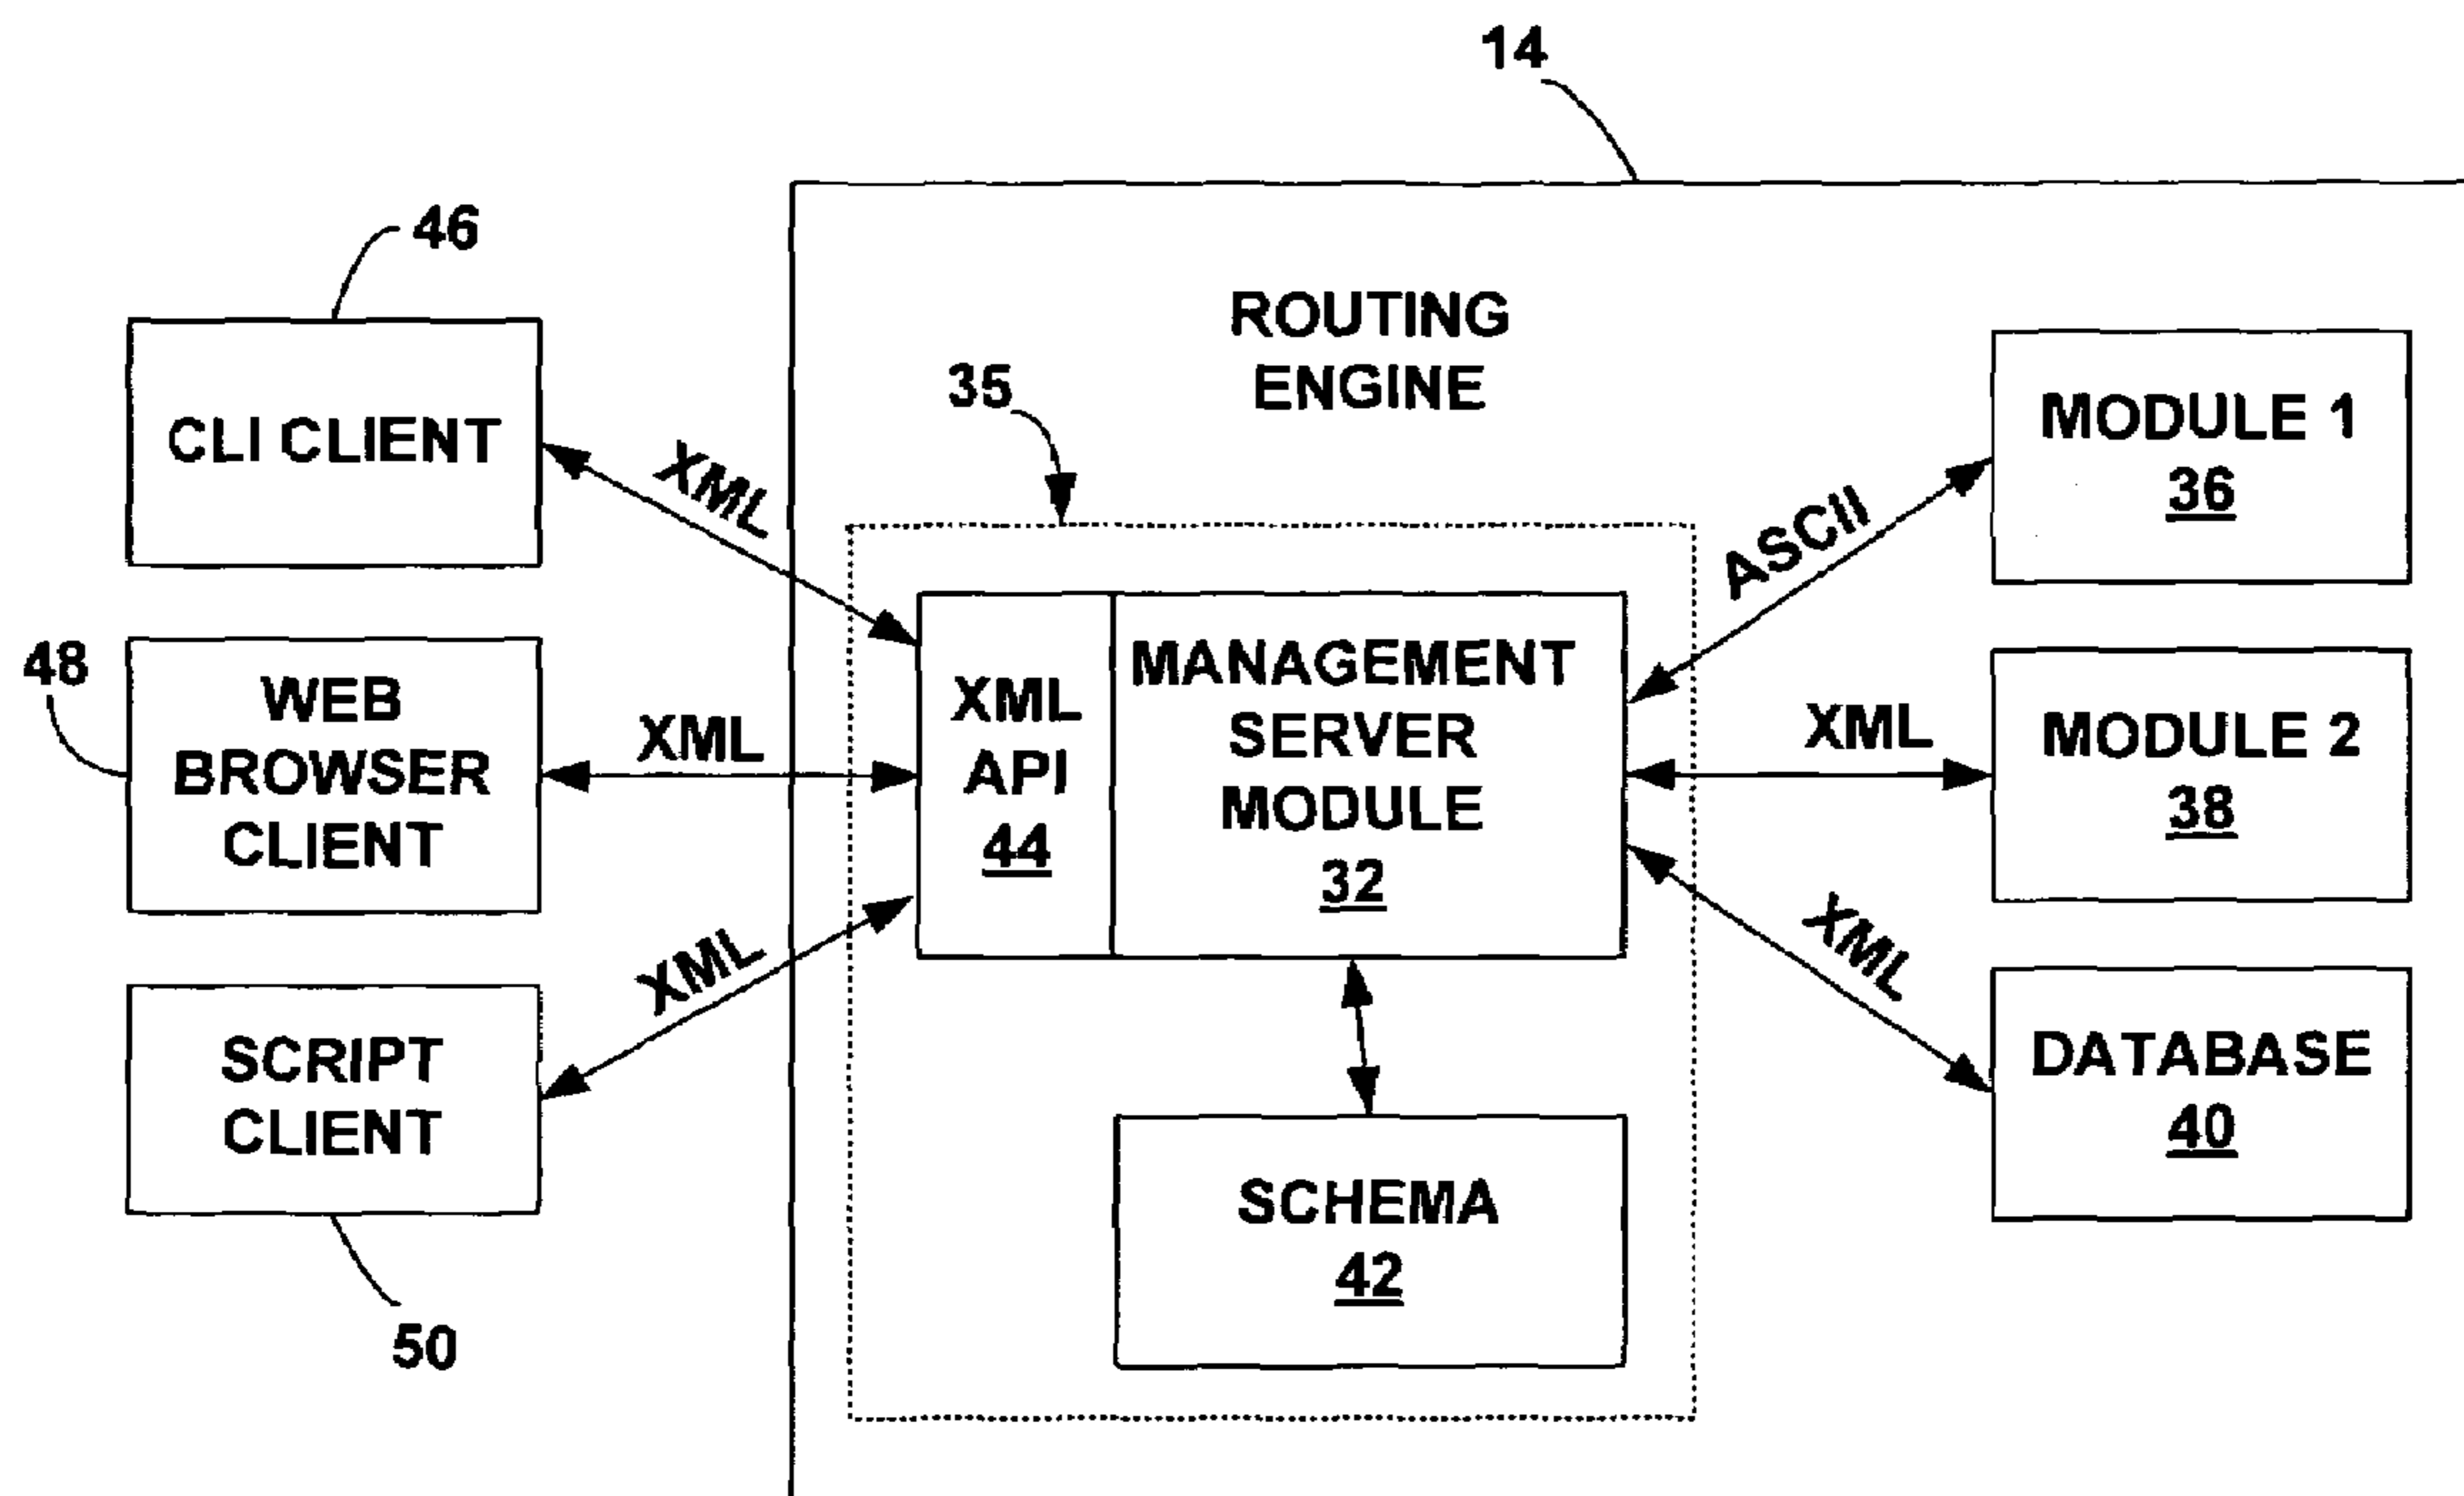 14
46
ROUTING
ENGINE
35
CLI CLIENT
XML
MODULE 1
36
ASCII
48
WEB
BROWSER
CLIENT
XML
XML
API
44
MANAGEMENT
SERVER
MODULE
32
XML
MODULE 2
38
XML
XML
SCRIPT
CLIENT
50
DATABASE
40
SCHEMA
42